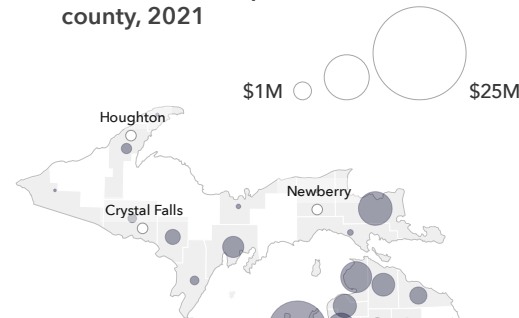 county, 2021
$1M
$25M
Houghton
Newberry
Crystal Falls